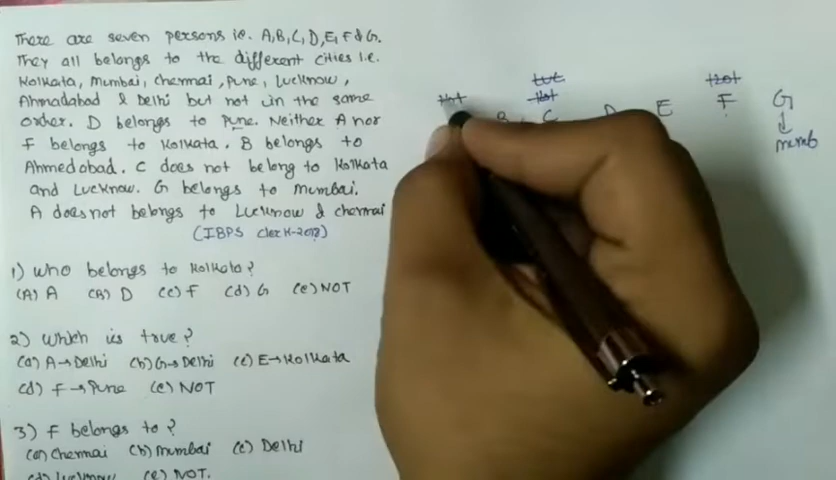 There are seven persons ie. A,B,C,D,E,F & G.
They all belongs to the different cities i.e.
Kolkata, Mumbai, chennai, Pune, Lucknow,
Ahmadabad & Delhi but not in the same
order. D belongs to Pune. Neither A nor
F belongs to Kolkata. B belongs to
Ahmedabad. C does not belong to Kolkata
and Lucknow. G belongs to mumbai.
A does not belongs to Lucknow & chennai
(IBPS Clerk-2017)
1) Who belongs to Kolkata?
(A) A (B) D (c) F (d) G (e) NOT
2) Which is true?
(a) A→Delhi (b) G→Delhi (c) E→Kolkata
(d) F→Pune (e) NOT
3) F belongs to?
(a) Chennai (b) Mumbai (c) Delhi
(d) Lucknow (e) NOT.
B C D E F G
mumb